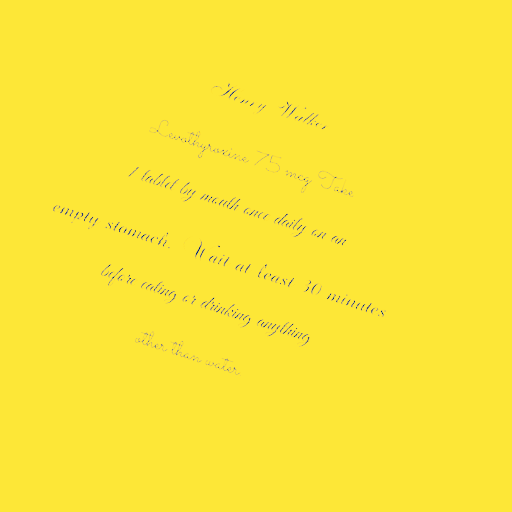 Henry Walker
Levothyroxine 75 mcg Take
1 tablet by mouth once daily on an
empty stomach. Wait at least 30 minutes
before eating or drinking anything
other than water